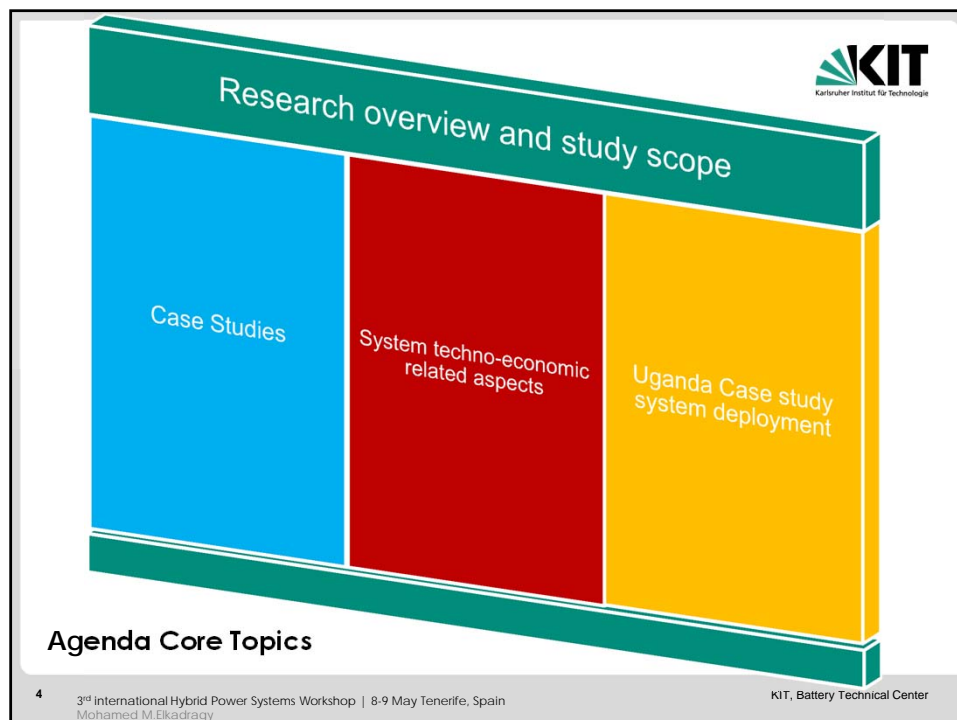 KIT
Karlsruher Institut für Technologie
Research overview and study scope
Case Studies
System techno-economic
related aspects
Uganda Case study
system deployment
Agenda Core Topics
4
3rd international Hybrid Power Systems Workshop | 8-9 May Tenerife, Spain
Mohamed M.Elkadragy
KIT, Battery Technical Center